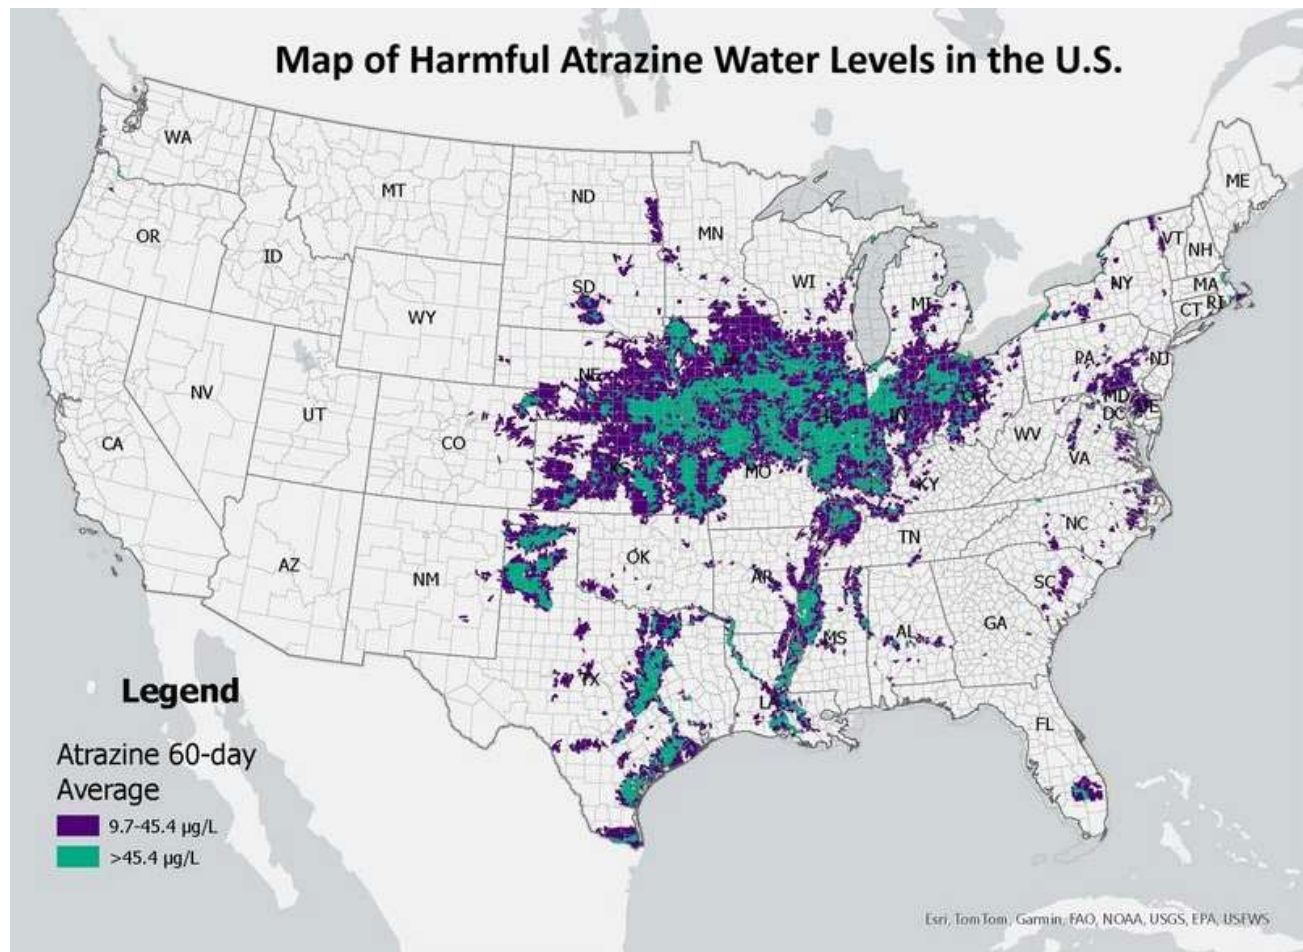 Map of Harmful Atrazine Water Levels in the U.S.
WA
MT
ND
MN
ME
OR
ID
SD
WI
MI
NY
VT
NH
MA
CT
RI
WY
NE
PA
NJ
NV
UT
CO
IN
MD
DE
DC
CA
KS
MO
WV
VA
KY
AZ
NM
OK
AR
TN
NC
SC
TX
MS
AL
GA
LA
FL
Legend
Atrazine 60-day
Average
9.7-45.4 µg/L
>45.4 µg/L
Esri, TomTom, Garmin, FAO, NOAA, USGS, EPA, USFWS